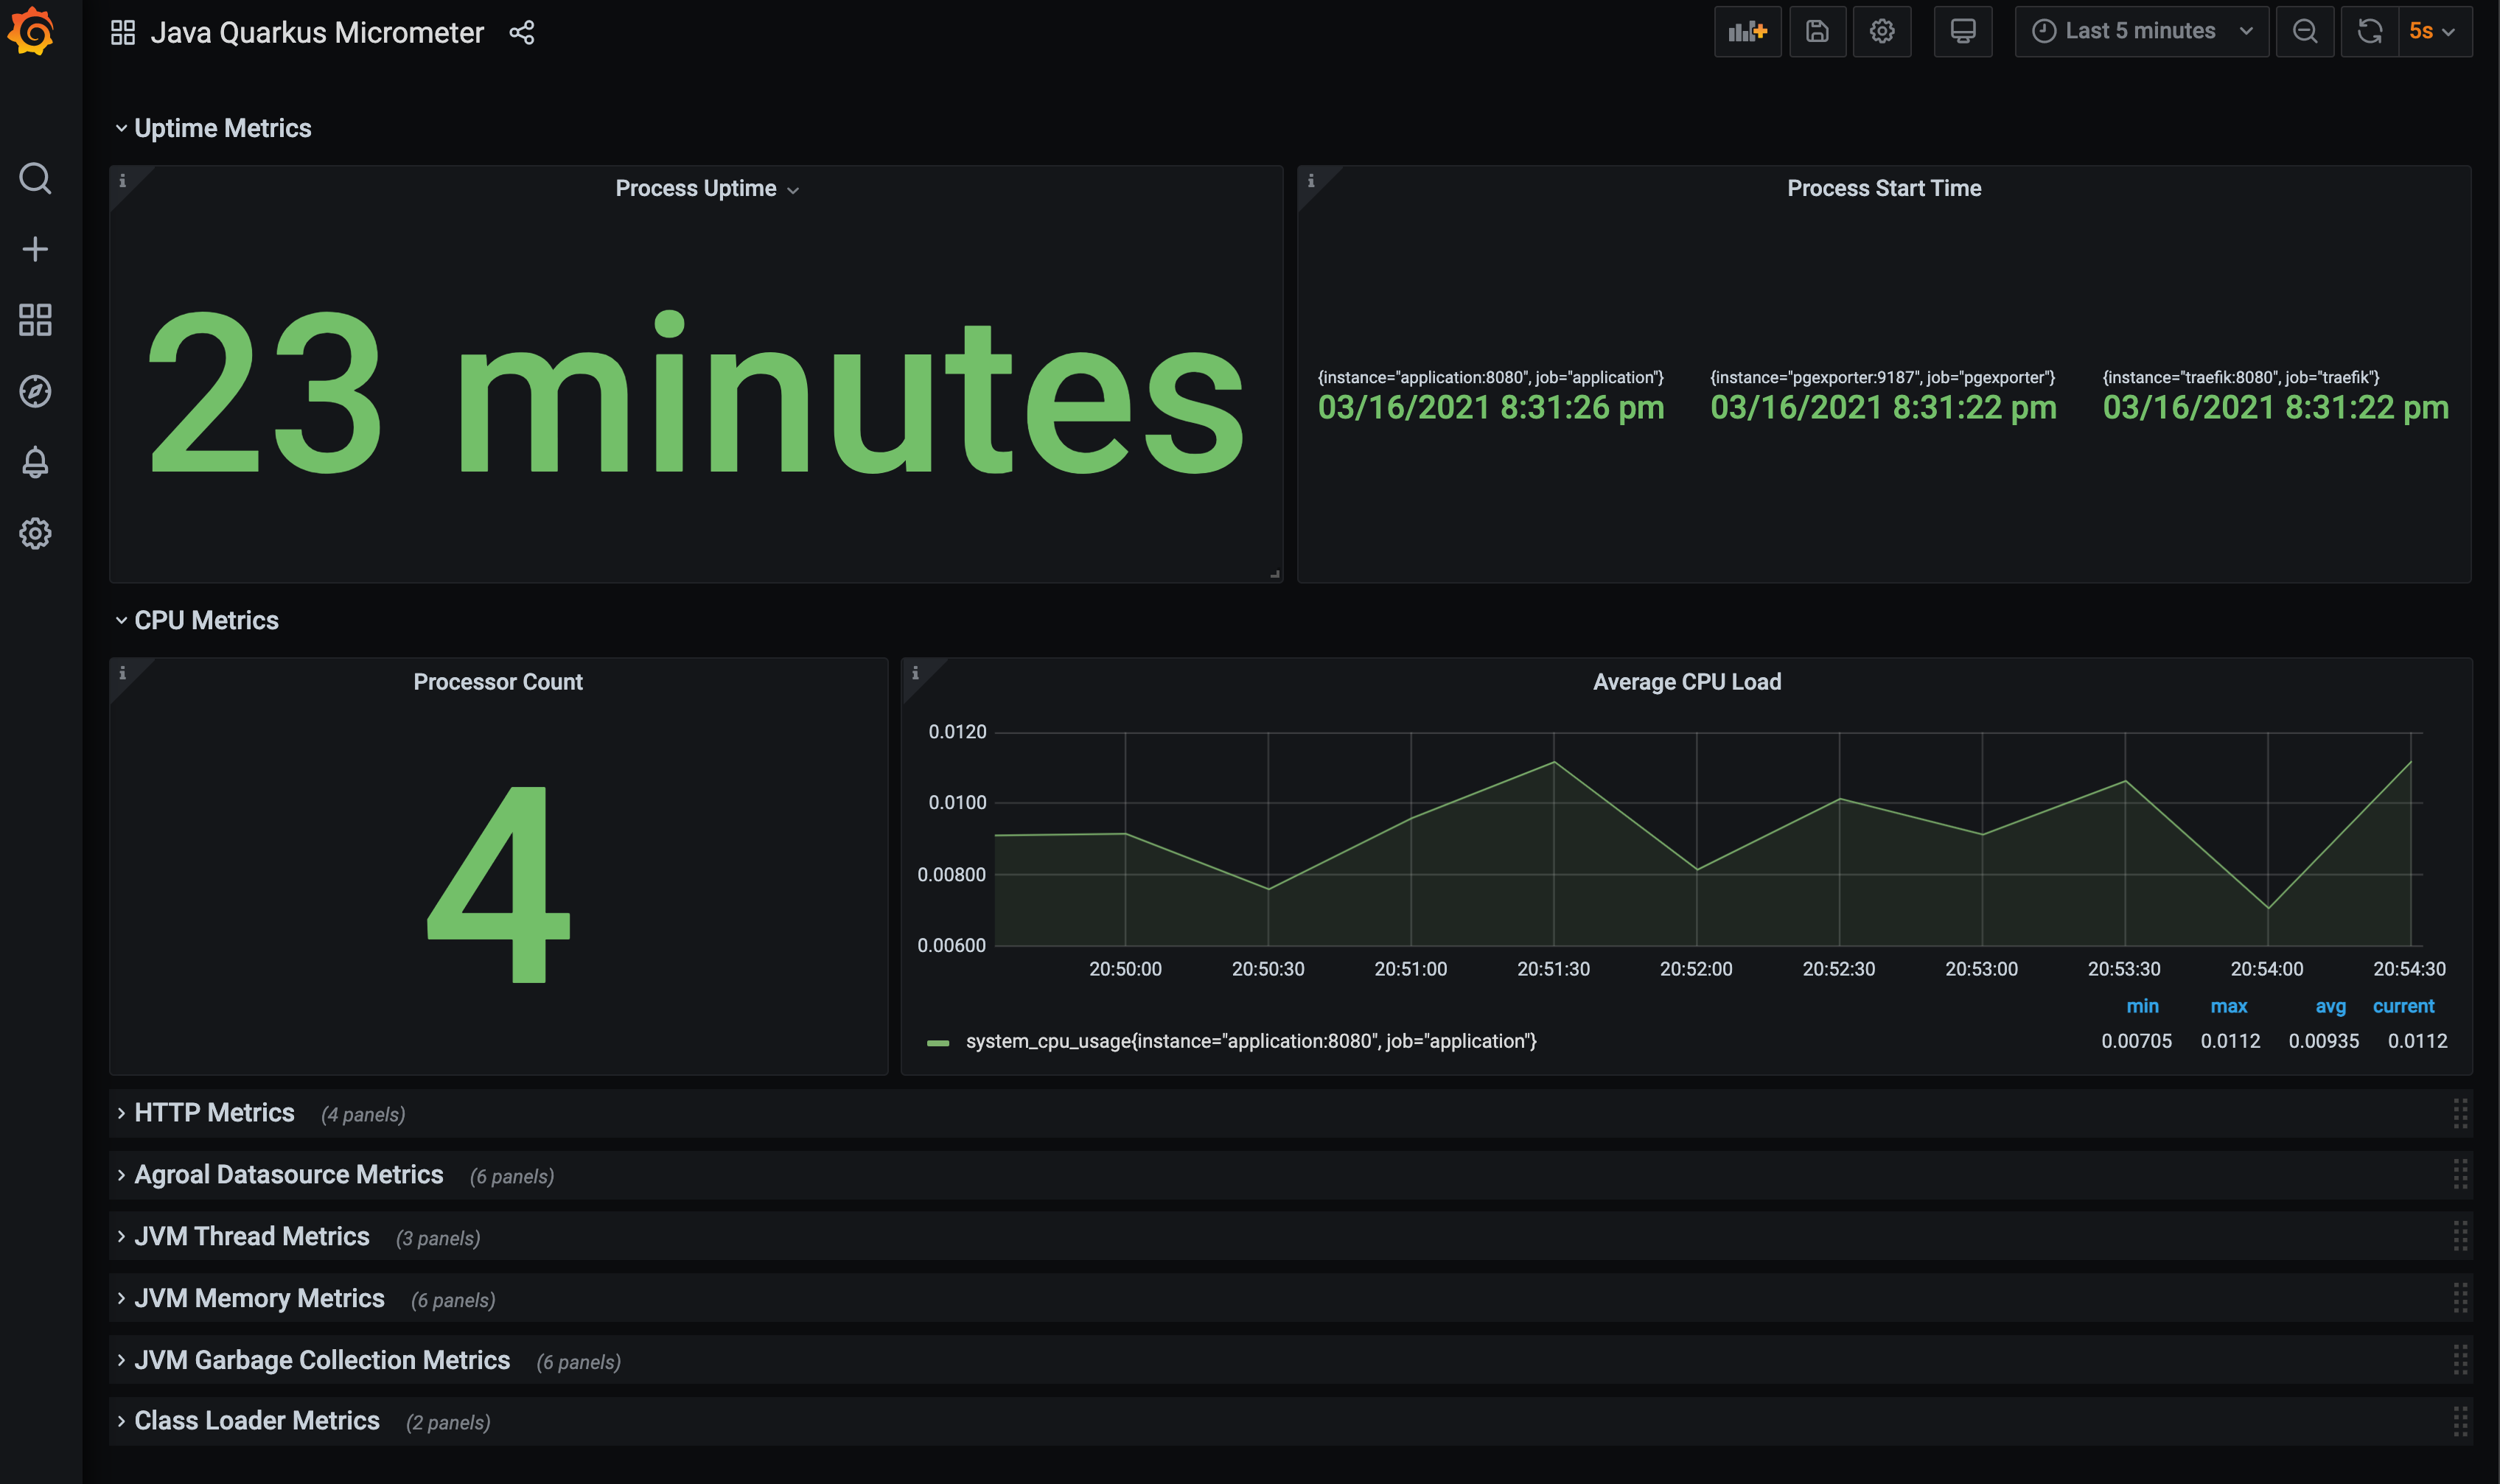 Java Quarkus Micrometer
Last 5 minutes
5s
Uptime Metrics
Process Uptime
23 minutes
Process Start Time
{instance="application:8080", job="application"}
03/16/2021 8:31:26 pm
{instance="pgexporter:9187", job="pgexporter"}
03/16/2021 8:31:22 pm
{instance="traefik:8080", job="traefik"}
03/16/2021 8:31:22 pm
CPU Metrics
Processor Count
4
Average CPU Load
0.0120
0.0100
0.00800
0.00600
20:50:00 20:50:30 20:51:00 20:51:30 20:52:00 20:52:30 20:53:00 20:53:30 20:54:00 20:54:30
min max avg current
system_cpu_usage{instance="application:8080", job="application"} 0.00705 0.0112 0.00935 0.0112
HTTP Metrics (4 panels)
Agroal Datasource Metrics (6 panels)
JVM Thread Metrics (3 panels)
JVM Memory Metrics (6 panels)
JVM Garbage Collection Metrics (6 panels)
Class Loader Metrics (2 panels)